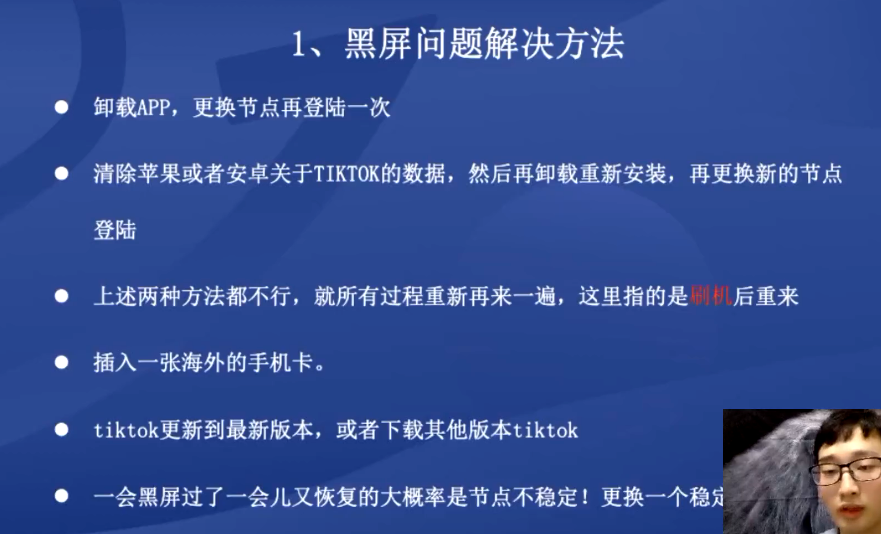 1、黑屏问题解决方法
卸载APP，更换节点再登陆一次
清除苹果或者安卓关于TIKTOK的数据，然后再卸载重新安装，再更换新的节点
登陆
上述两种方法都不行，就所有过程重新再来一遍，这里指的是刷机后重来
插入一张海外的手机卡。
tiktok更新到最新版本，或者下载其他版本tiktok
一会黑屏过了一会儿又恢复的大概率是节点不稳定！更换一个稳定